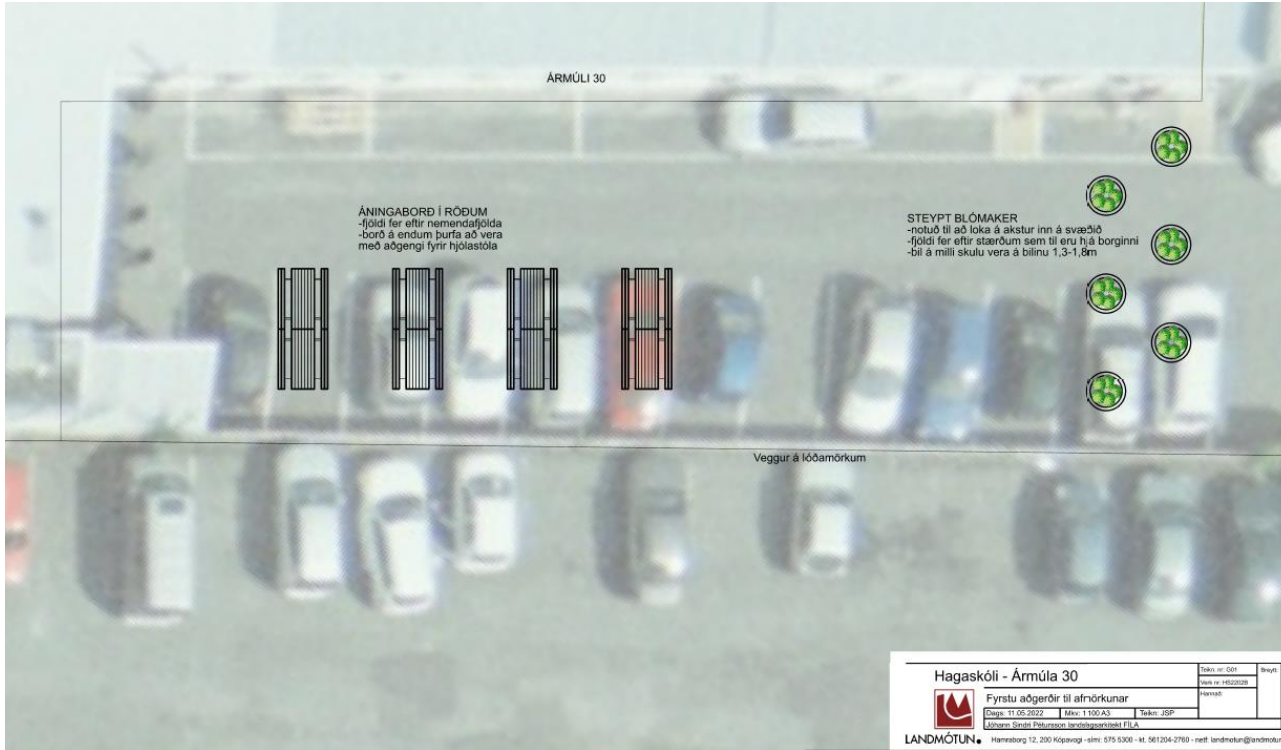 ÁRMÚLI 30
ÁNINGABORÐ Í RÖÐUM
-fjöldi fer eftir nemendafjölda
-borð á endum þurfa að vera
með aðgengi fyrir hjólastóla
STEYPT BLÓMAKER
-notuð til að loka á akstur inn á svæðið
-fjöldi fer eftir stærðum sem til eru hjá borginni
-bil á milli skulu vera á bilinu 1,3-1,8m
Veggur á lóðamörkum
Hagaskóli - Ármúla 30
Teikn. nr: G01
Breytt:
Verk nr: HS22028
Fyrstu aðgerðir til afmörkunar
Hannað:
Dags: 11.05.2022
Mkv: 1:100 A3
Teikn: JSP
Jóhann Sindri Pétursson landslagsarkitekt FÍLA
LANDMÓTUN
Hamraborg 12, 200 Kópavogi - sími: 575 5300 - kt. 561204-2760 - nett: landmotun@landmotun